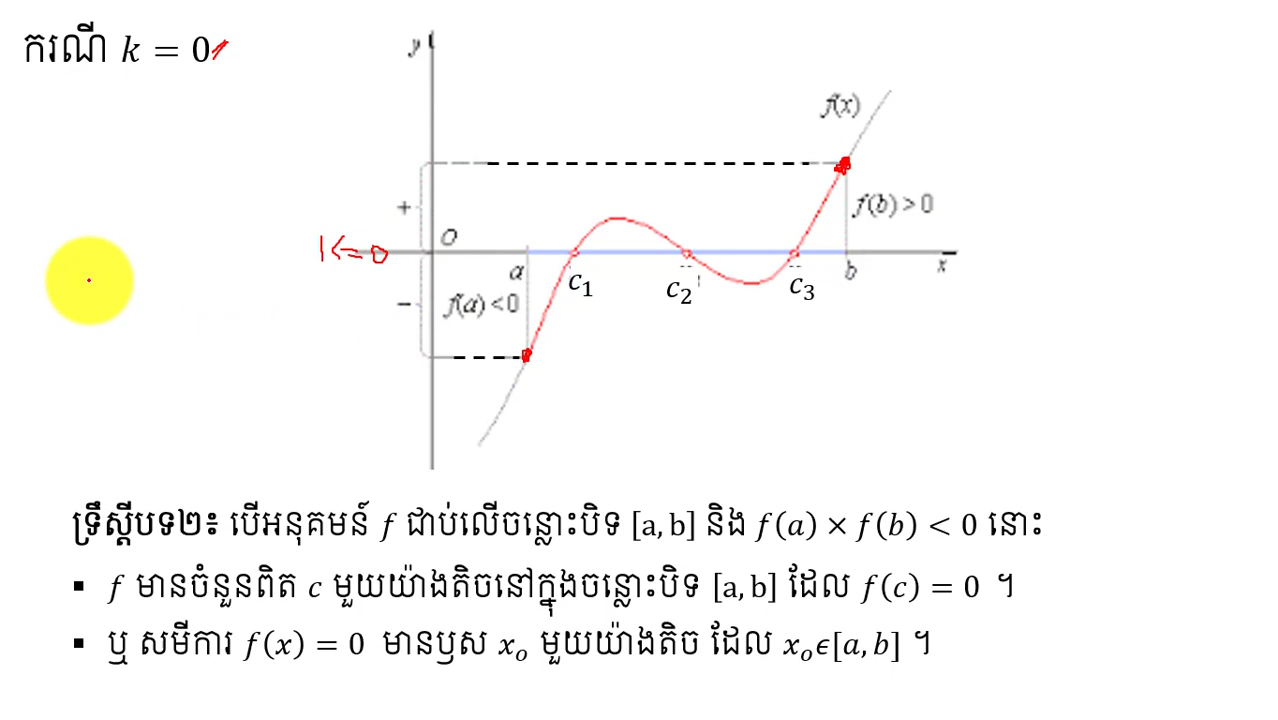 ករណី k = 0
y
f(x)
+
f(b) > 0
K = 0
O
a
b
x
c₁
c₂
c₃
−
f(a) < 0
ទ្រឹស្តីបទ២៖ បើអនុគមន៍ f ជាប់លើចន្លោះបិទ [a, b] និង f(a) × f(b) < 0 នោះ
▪ f មានចំនួនពិត c មួយយ៉ាងតិចនៅក្នុងចន្លោះបិទ [a, b] ដែល f(c) = 0 ។
▪ ឬ សមីការ f(x) = 0 មានឫស xₒ មួយយ៉ាងតិច ដែល xₒϵ[a, b] ។